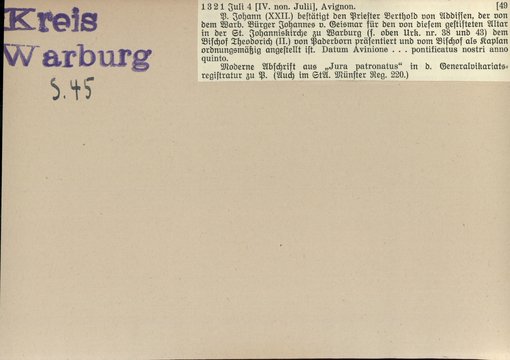 Kreis
Warburg
S. 45
1321 Juli 4 [IV. non. Julii], Avignon. [49
P. Johann (XXII.) bestätigt den Priester Berthold von Addissen, der von
dem Warb. Bürger Johannes v. Geismar für den von diesem gestifteten Altar
in der St. Johanniskirche zu Warburg (s. oben Urk. nr. 38 und 43) dem
Bischof Theodorich (II.) von Paderborn präsentiert und vom Bischof als Kaplan
ordnungsmäßig angestellt ist. Datum Avinione . . . pontificatus nostri anno
quinto.
Moderne Abschrift aus „Jura patronatus“ in d. Generalvikariats-
registratur zu P. (Auch im StA. Münster Reg. 220.)